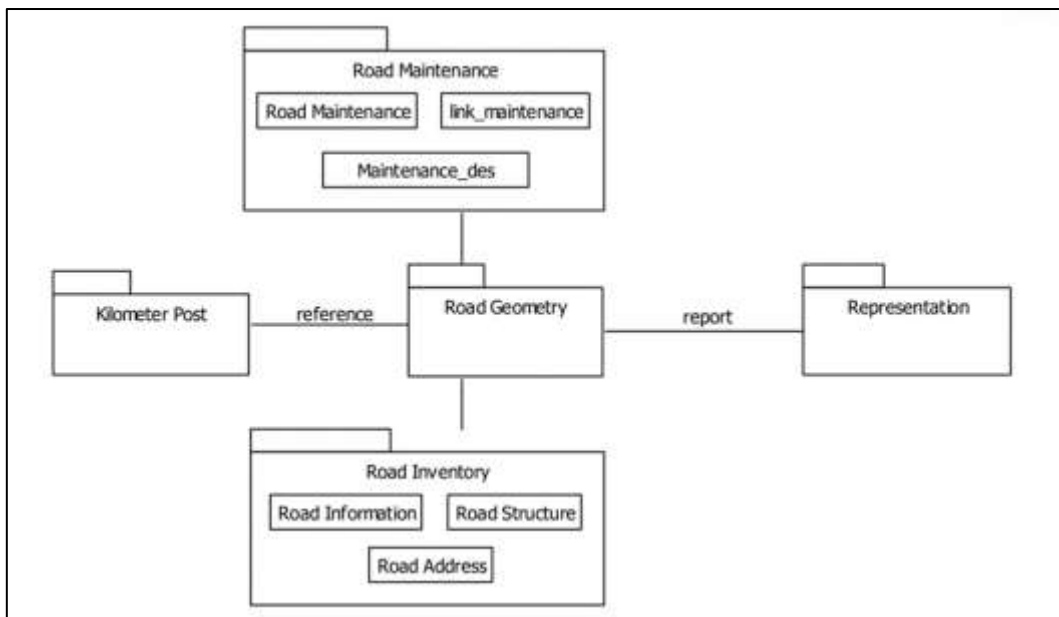 Road Maintenance
Road Maintenance link_maintenance
Maintenance_des
Kilometer Post reference Road Geometry report Representation
Road Inventory
Road Information Road Structure
Road Address